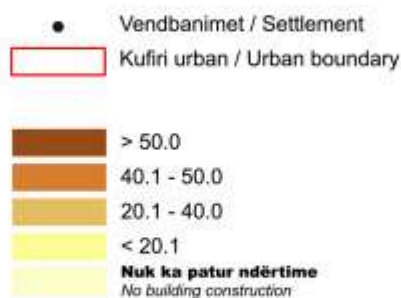 Vendbanimet / Settlement
Kufiri urban / Urban boundary
> 50.0
40.1 - 50.0
20.1 - 40.0
< 20.1
Nuk ka patur ndërtime
No building construction